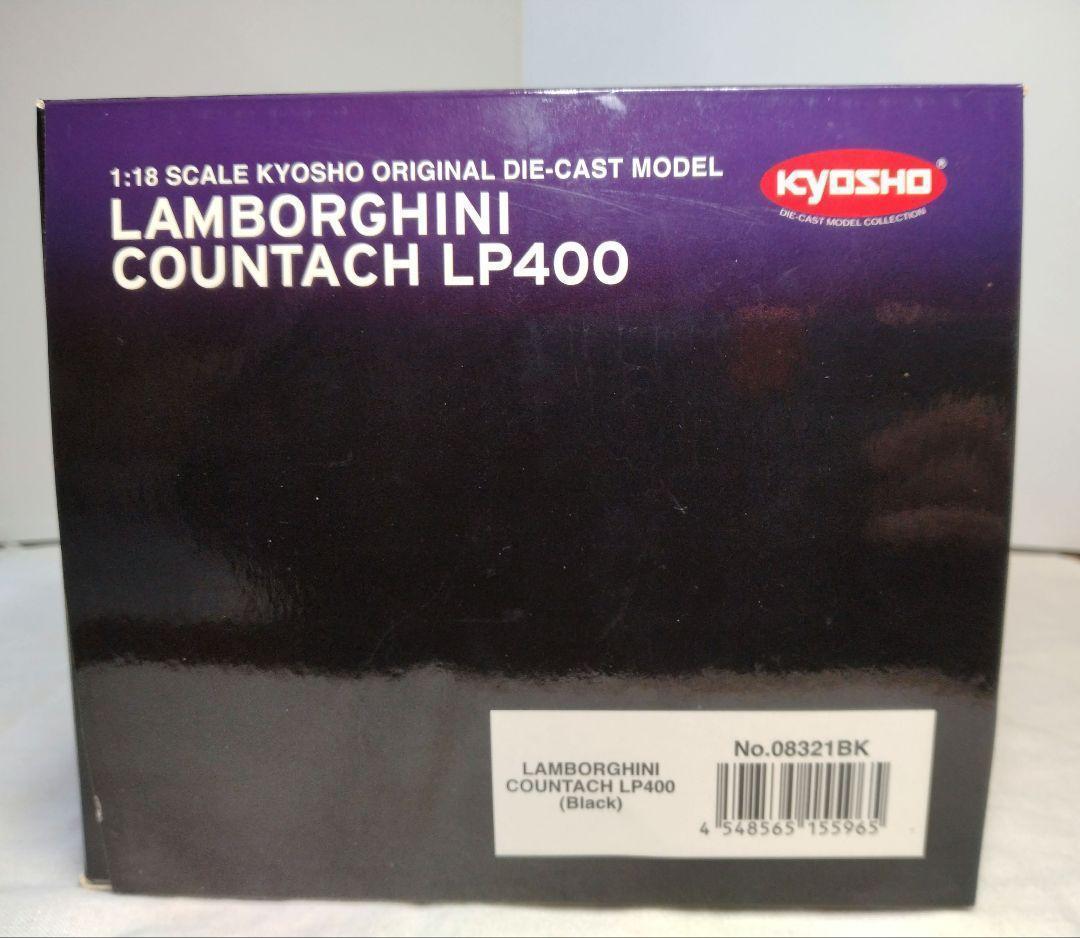 1:18 SCALE KYOSHO ORIGINAL DIE-CAST MODEL
LAMBORGHINI
COUNTACH LP400
KYOSHO®
DIE-CAST MODEL COLLECTION
LAMBORGHINI
COUNTACH LP400
(Black)
No.08321BK
4 548565 155965